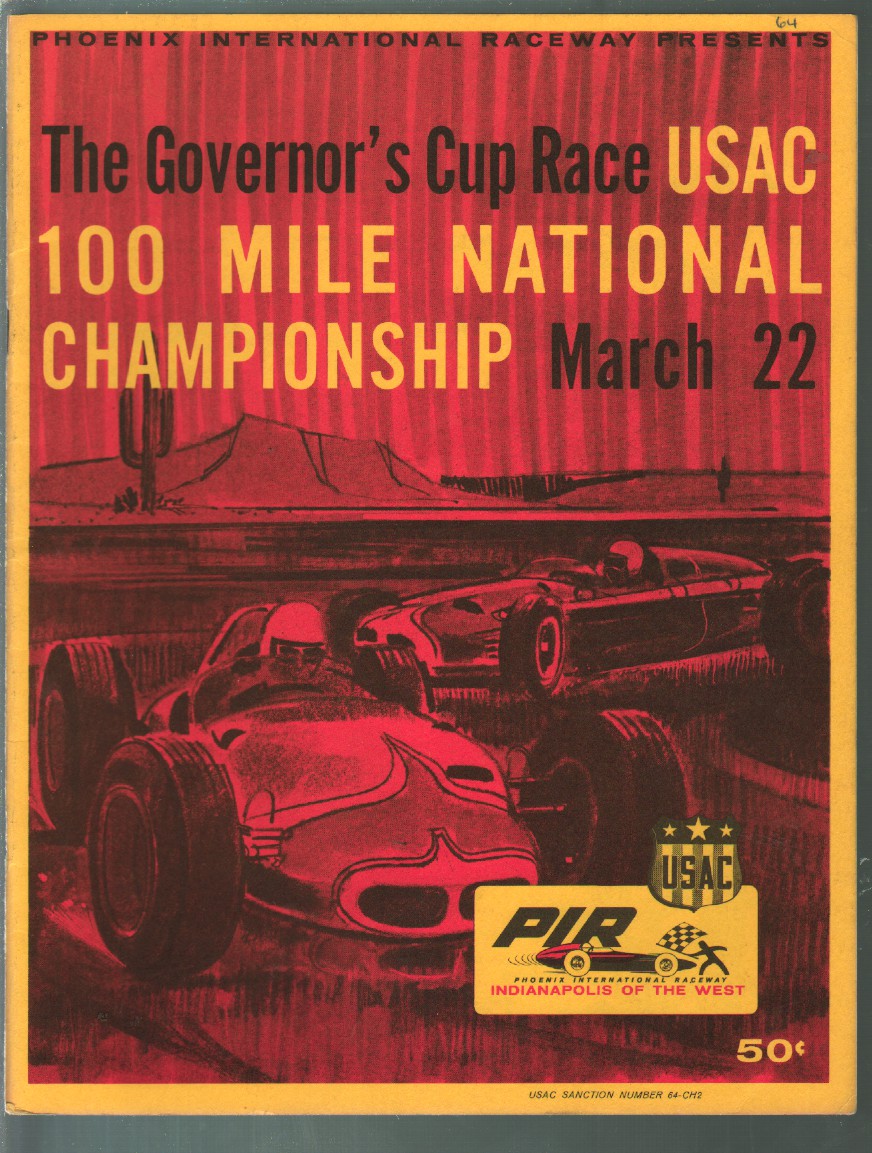 64
PHOENIX INTERNATIONAL RACEWAY PRESENTS
The Governor's Cup Race USAC
100 MILE NATIONAL
CHAMPIONSHIP March 22
USAC
PIR
PHOENIX INTERNATIONAL RACEWAY
INDIANAPOLIS OF THE WEST
50¢
USAC SANCTION NUMBER 64-CH2